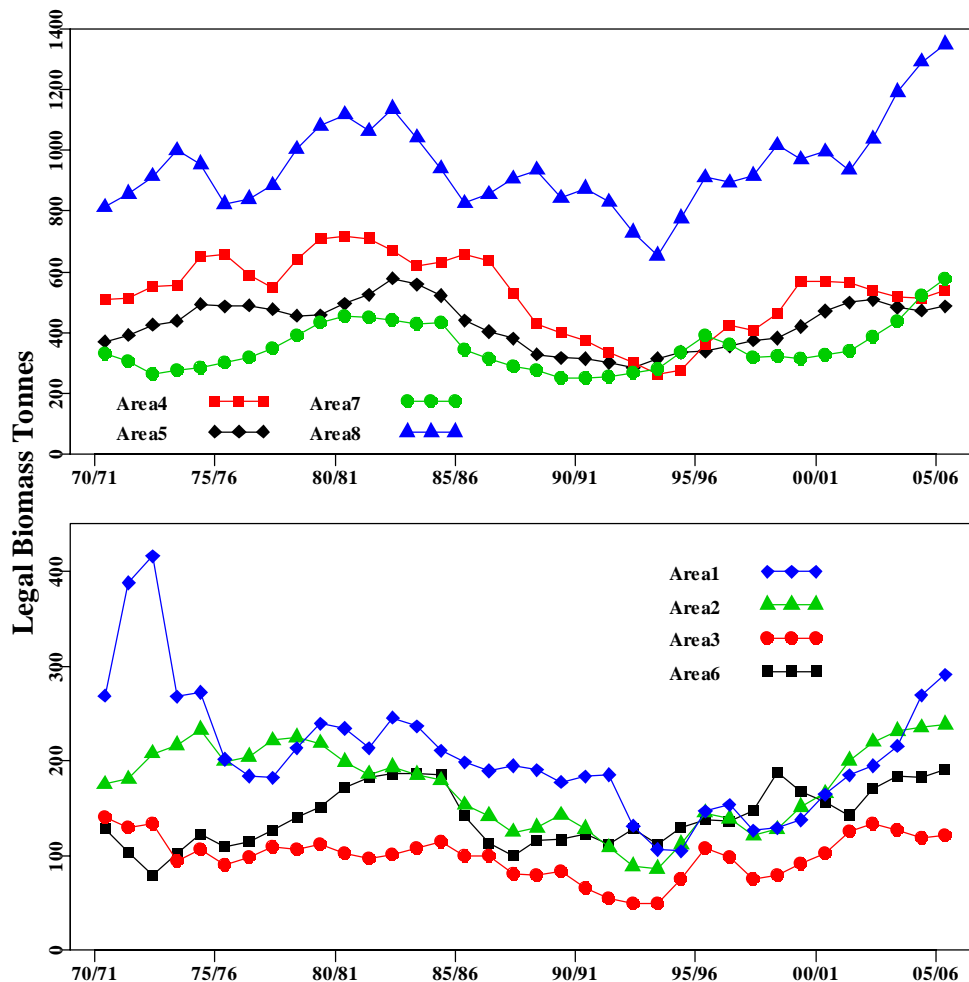 1400
1200
1000
800
600
400
200
0
Area4 Area7
Area5 Area8
70/71 75/76 80/81 85/86 90/91 95/96 00/01 05/06
Legal Biomass Tonnes
400
300
200
100
0
Area1
Area2
Area3
Area6
70/71 75/76 80/81 85/86 90/91 95/96 00/01 05/06